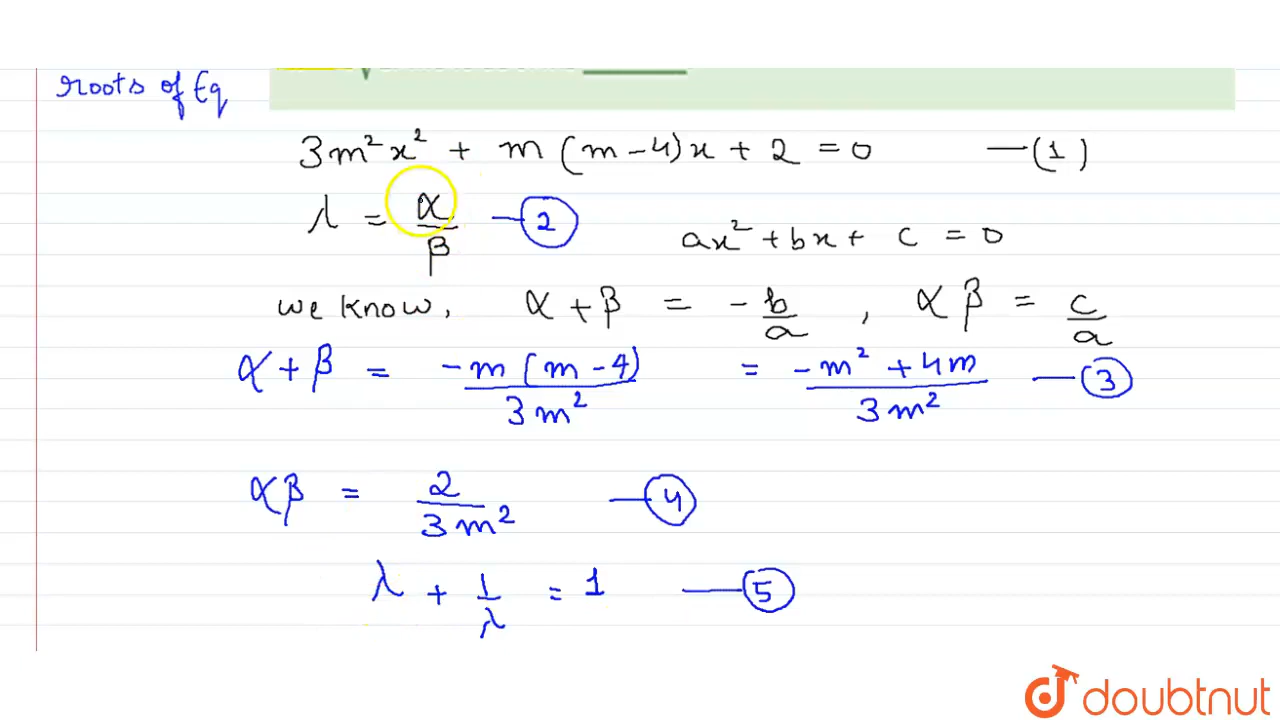 roots of Eq
3m²x² + m(m-4)x + 2 = 0 —(1)
λ = α/β —②
ax² + bx + c = 0
we know, α + β = -b/a , αβ = c/a
α + β = -m(m-4)/3m² = -m² + 4m/3m² —③
αβ = 2/3m² —④
λ + 1/λ = 1 —⑤
doubtnut